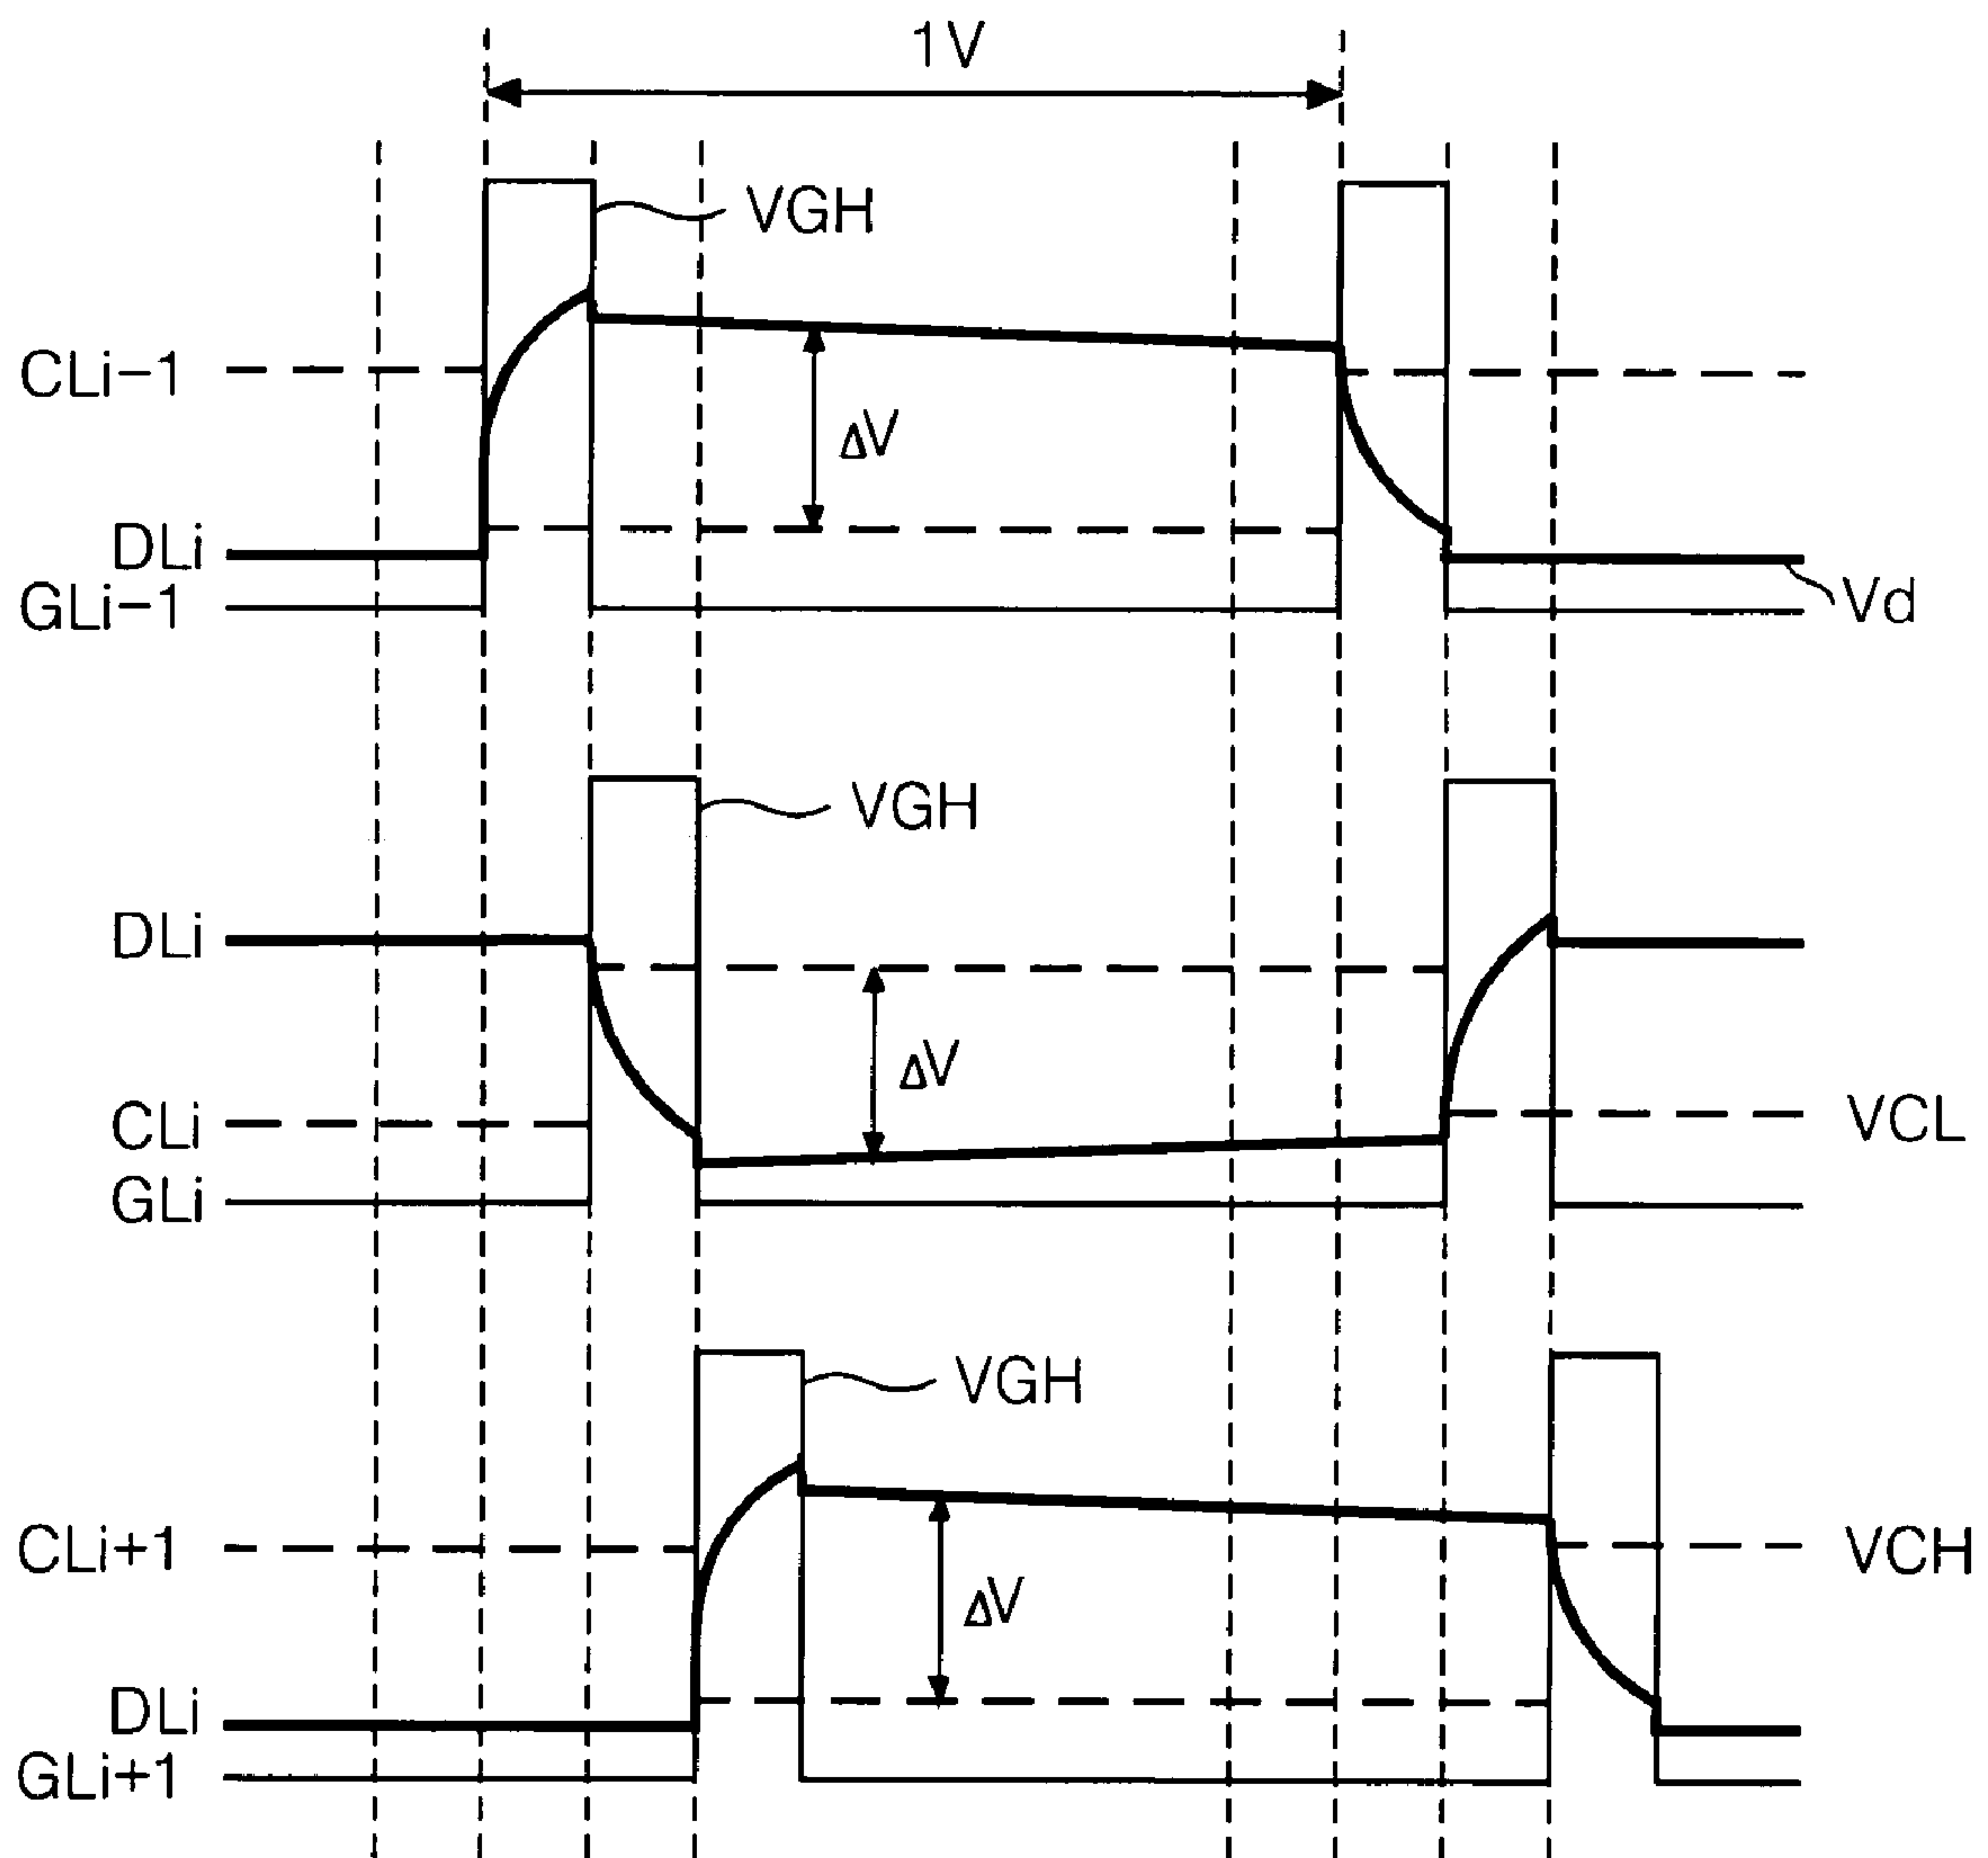 1V
VGH
CLi-1
ΔV
DLi
GLi-1
Vd
VGH
DLi
ΔV
CLi
VCL
GLi
VGH
CLi+1
VCH
ΔV
DLi
GLi+1